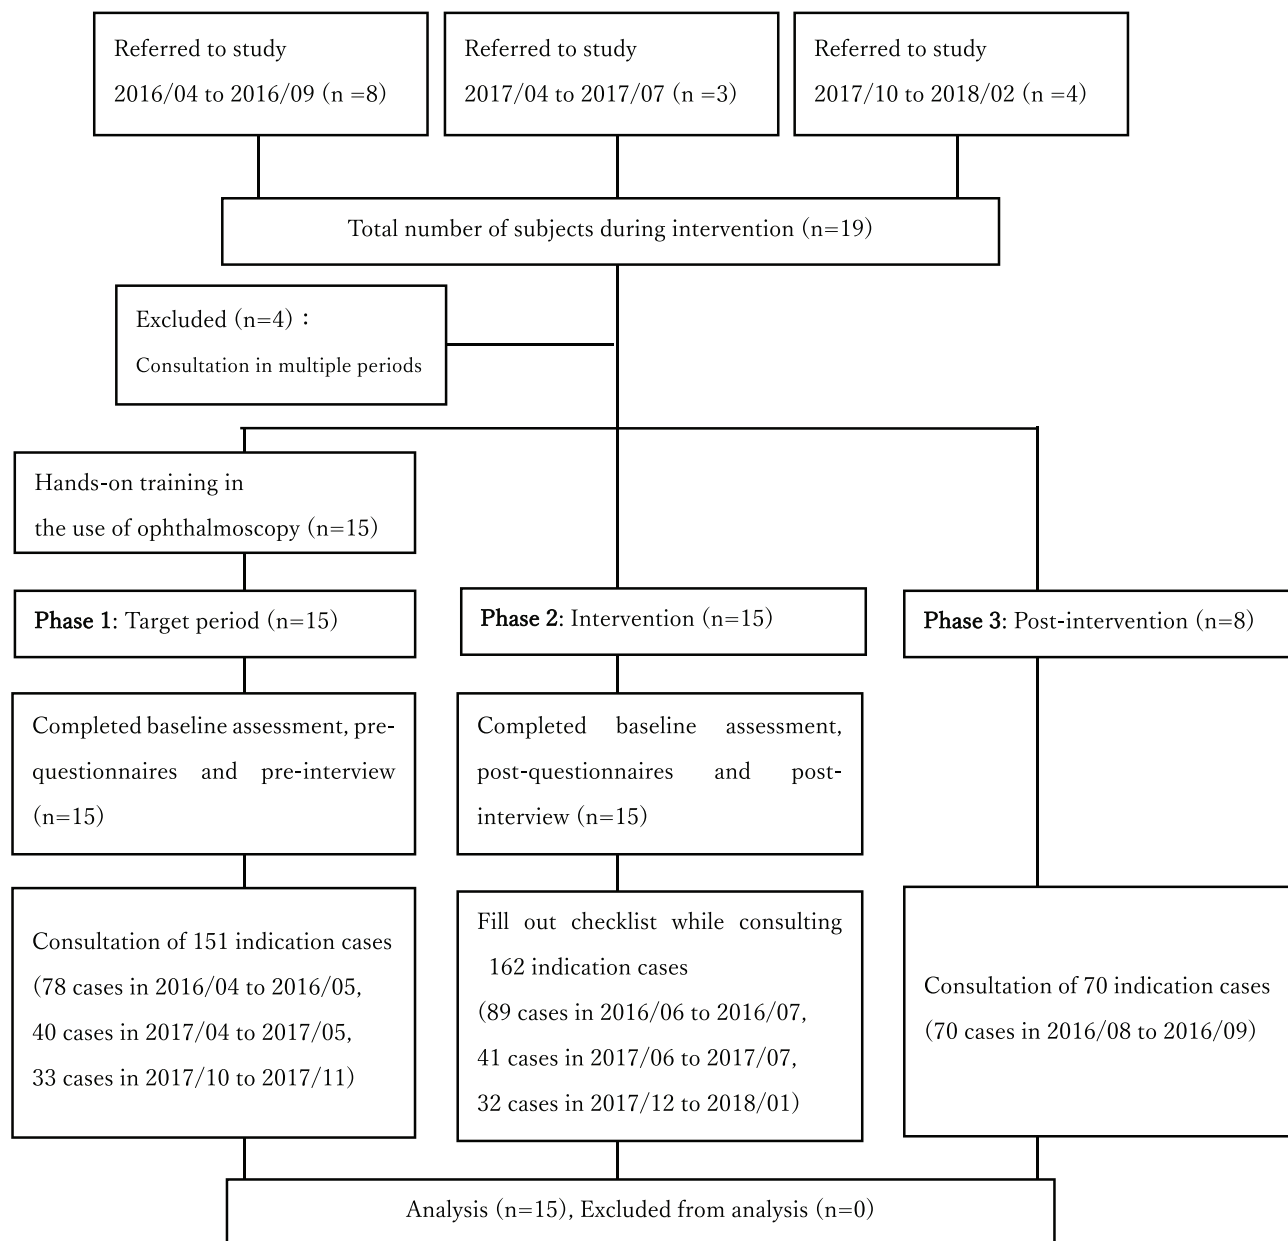 Referred to study
2016/04 to 2016/09 (n =8)
Referred to study
2017/04 to 2017/07 (n =3)
Referred to study
2017/10 to 2018/02 (n =4)
Total number of subjects during intervention (n=19)
Excluded (n=4)：
Consultation in multiple periods
Hands-on training in
the use of ophthalmoscopy (n=15)
Phase 1: Target period (n=15)
Phase 2: Intervention (n=15)
Phase 3: Post-intervention (n=8)
Completed baseline assessment, pre-
questionnaires and pre-interview
(n=15)
Completed baseline assessment,
post-questionnaires and post-
interview (n=15)
Consultation of 151 indication cases
(78 cases in 2016/04 to 2016/05,
40 cases in 2017/04 to 2017/05,
33 cases in 2017/10 to 2017/11)
Fill out checklist while consulting
162 indication cases
(89 cases in 2016/06 to 2016/07,
41 cases in 2017/06 to 2017/07,
32 cases in 2017/12 to 2018/01)
Consultation of 70 indication cases
(70 cases in 2016/08 to 2016/09)
Analysis (n=15), Excluded from analysis (n=0)